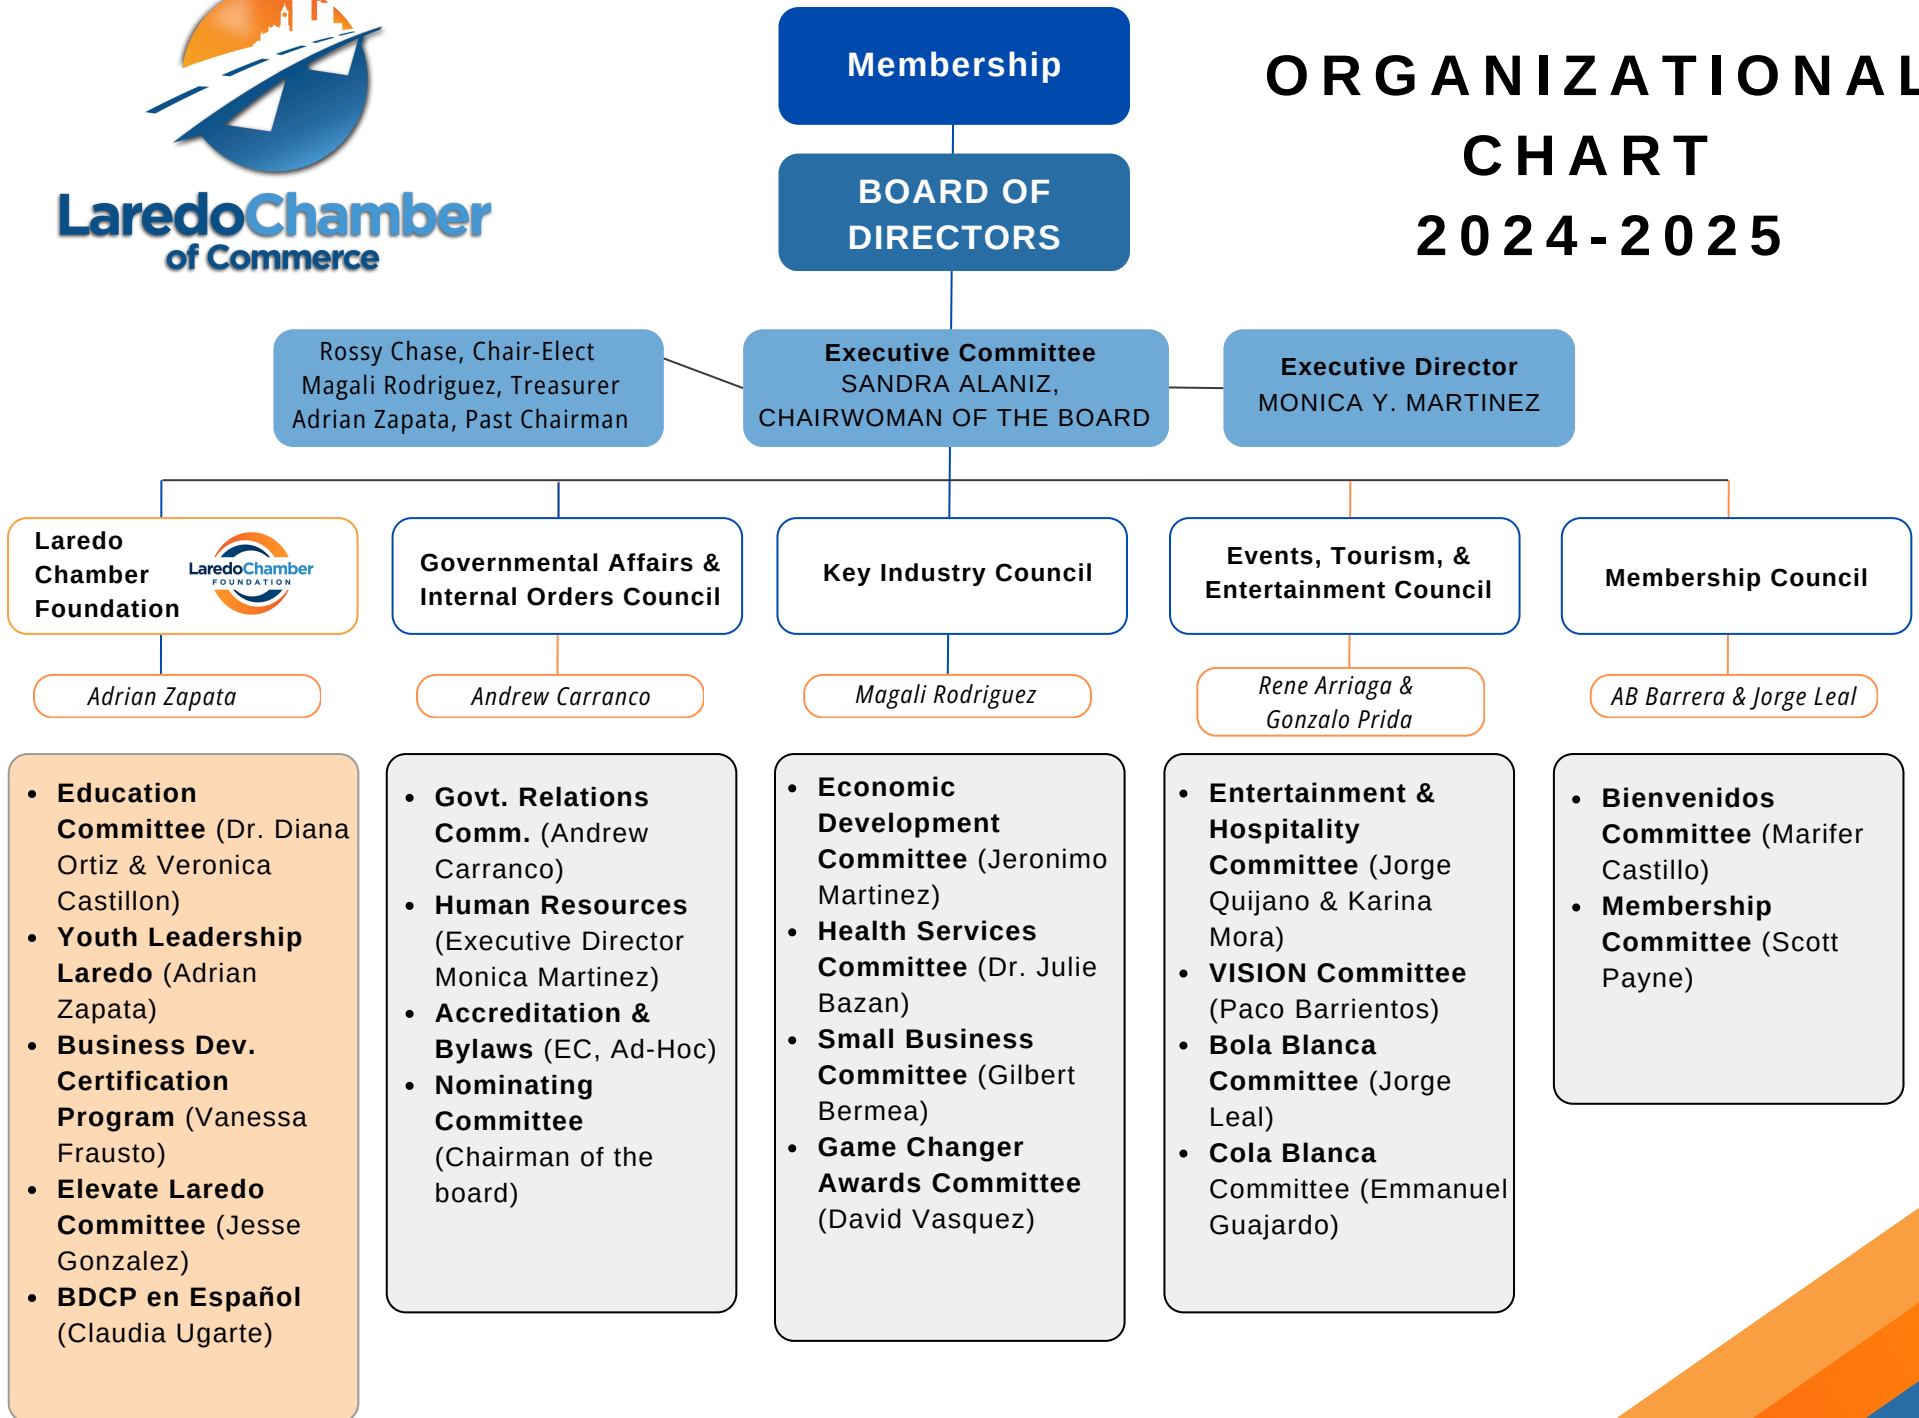 LaredoChamber
of Commerce
Membership
BOARD OF
DIRECTORS
ORGANIZATIONAL
CHART
2024-2025
Rossy Chase, Chair-Elect
Magali Rodriguez, Treasurer
Adrian Zapata, Past Chairman
Executive Committee
SANDRA ALANIZ,
CHAIRWOMAN OF THE BOARD
Executive Director
MONICA Y. MARTINEZ
Laredo
Chamber
Foundation
LaredoChamber
FOUNDATION
Governmental Affairs &
Internal Orders Council
Key Industry Council
Events, Tourism, &
Entertainment Council
Membership Council
Adrian Zapata
Andrew Carranco
Magali Rodriguez
Rene Arriaga &
Gonzalo Prida
AB Barrera & Jorge Leal
• Education
Committee (Dr. Diana
Ortiz & Veronica
Castillon)
• Youth Leadership
Laredo (Adrian
Zapata)
• Business Dev.
Certification
Program (Vanessa
Frausto)
• Elevate Laredo
Committee (Jesse
Gonzalez)
• BDCP en Español
(Claudia Ugarte)
• Govt. Relations
Comm. (Andrew
Carranco)
• Human Resources
(Executive Director
Monica Martinez)
• Accreditation &
Bylaws (EC, Ad-Hoc)
• Nominating
Committee
(Chairman of the
board)
• Economic
Development
Committee (Jeronimo
Martinez)
• Health Services
Committee (Dr. Julie
Bazan)
• Small Business
Committee (Gilbert
Bermea)
• Game Changer
Awards Committee
(David Vasquez)
• Entertainment &
Hospitality
Committee (Jorge
Quijano & Karina
Mora)
• VISION Committee
(Paco Barrientos)
• Bola Blanca
Committee (Jorge
Leal)
• Cola Blanca
Committee (Emmanuel
Guajardo)
• Bienvenidos
Committee (Marifer
Castillo)
• Membership
Committee (Scott
Payne)